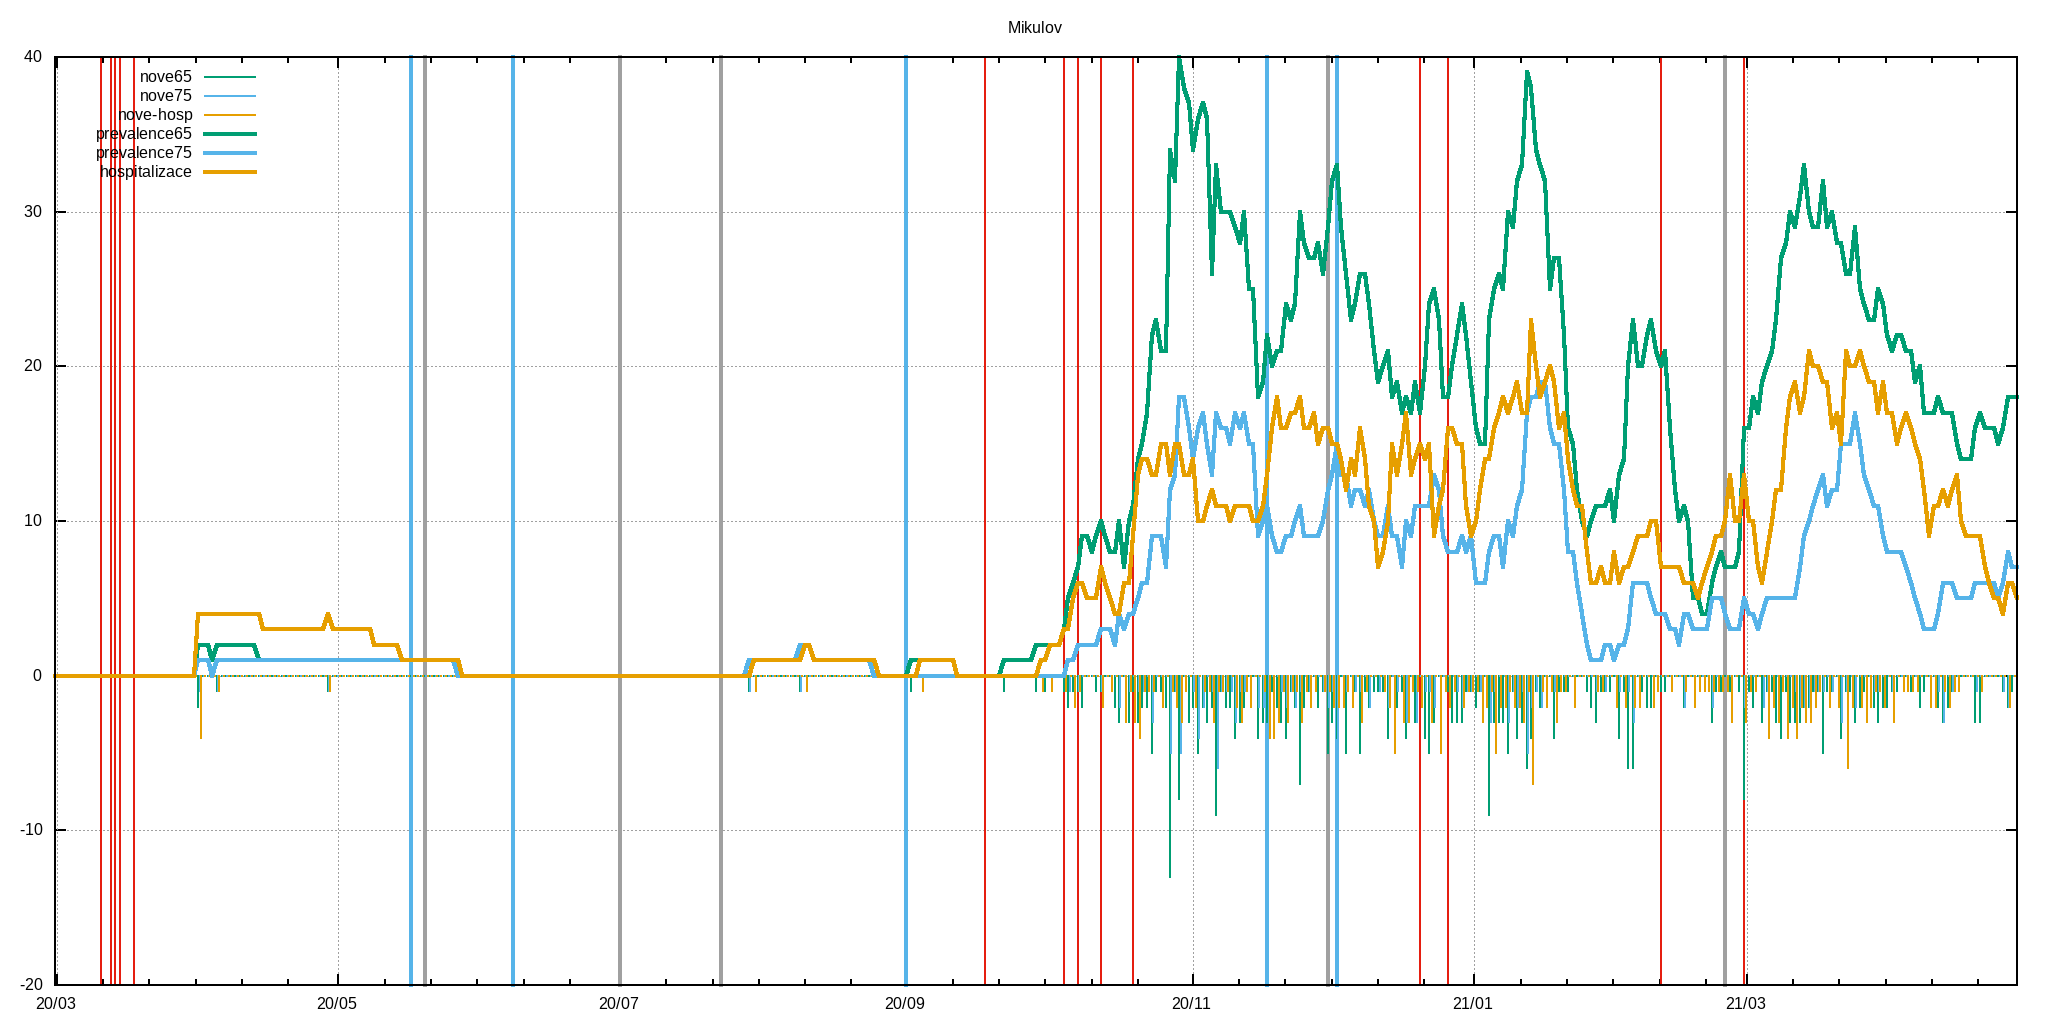 Mikulov
40
nove65
nove75
nove-hosp
prevalence65
prevalence75
hospitalizace
30
20
10
0
-10
-20
20/03 20/05 20/07 20/09 20/11 21/01 21/03